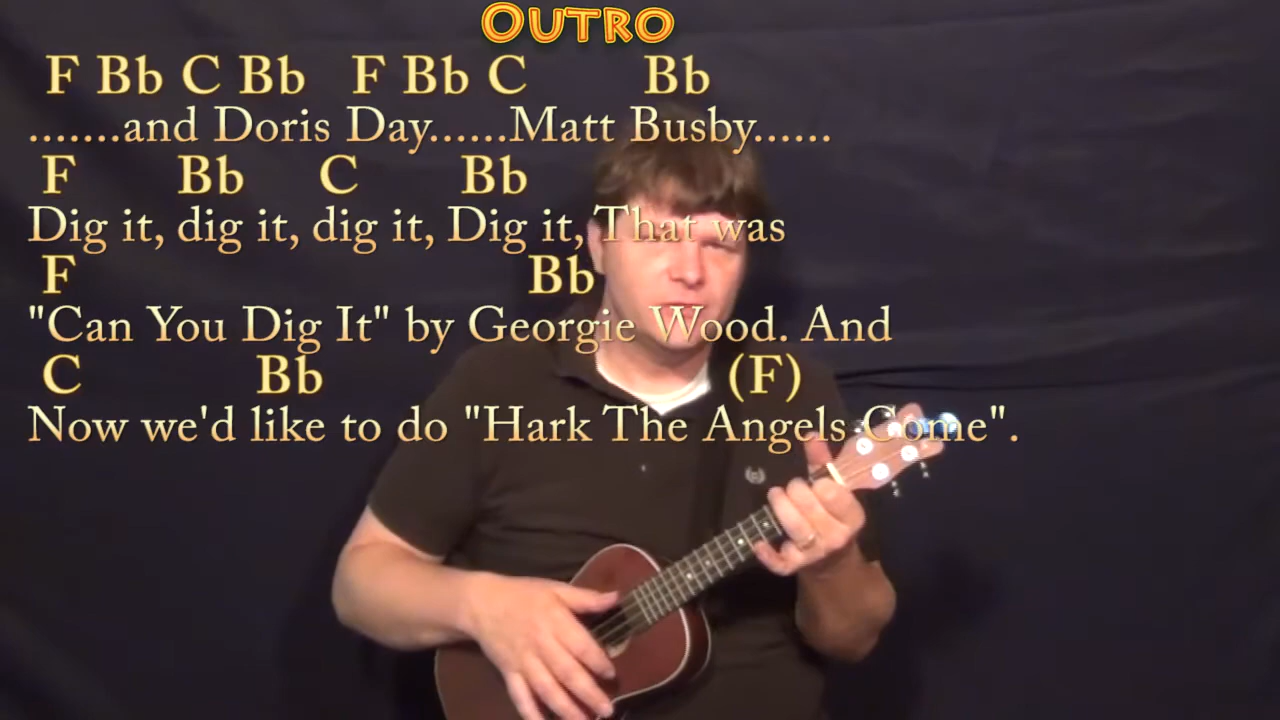 OUTRO
F Bb C Bb F Bb C Bb
.......and Doris Day......Matt Busby......
F Bb C Bb
Dig it, dig it, dig it, Dig it, That was
F Bb
"Can You Dig It" by Georgie Wood. And
C Bb (F)
Now we'd like to do "Hark The Angels Come".